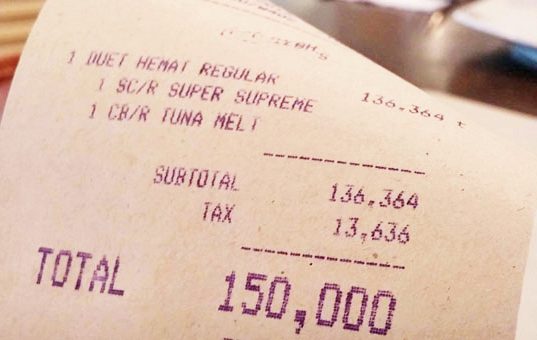 1 DUET HEMAT REGULAR 136,364 t
1 SC/R SUPER SUPREME
1 CB/R TUNA MELT
SUBTOTAL 136,364
TAX 13,636
TOTAL 150,000